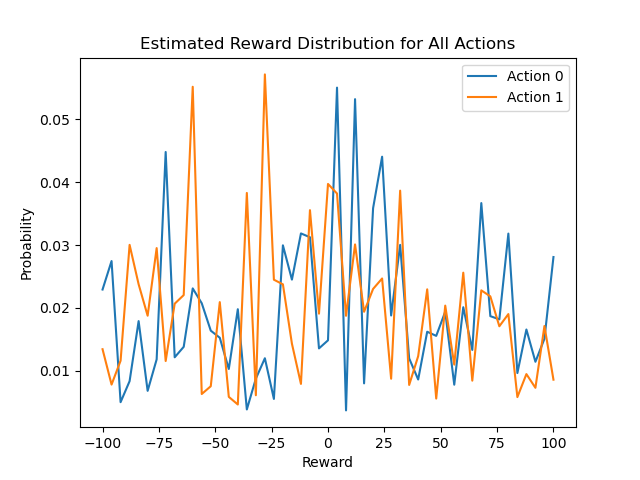 Estimated Reward Distribution for All Actions
Action 0
Action 1
0.05
0.04
0.03
0.02
0.01
Probability
−100
−75
−50
−25
0
25
50
75
100
Reward